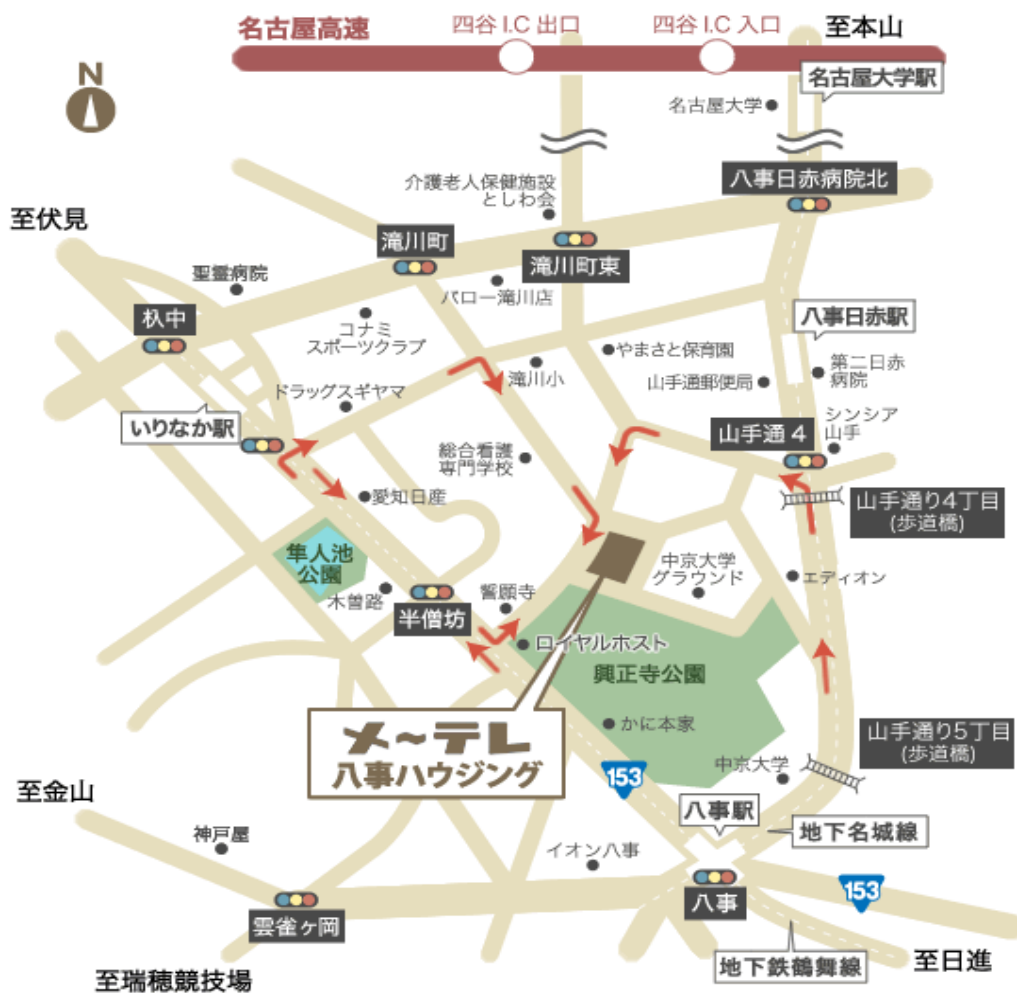 名古屋高速
四谷 I.C 出口
四谷 I.C 入口
至本山
N
名古屋大学駅
名古屋大学
介護老人保健施設
としわ会
八事日赤病院北
至伏見
滝川町
滝川町東
聖霊病院
バロー滝川店
杁中
コナミ
スポーツクラブ
八事日赤駅
やまさと保育園
滝川小
第二日赤
病院
山手通郵便局
ドラッグスギヤマ
いりなか駅
シンシア
山手
山手通4
総合看護
専門学校
愛知日産
山手通り4丁目
(歩道橋)
隼人池
公園
中京大学
グラウンド
エディオン
木曽路
半僧坊
誓願寺
ロイヤルホスト
興正寺公園
メ~テレ
八事ハウジング
かに本家
山手通り5丁目
(歩道橋)
中京大学
153
至金山
八事駅
地下名城線
神戸屋
イオン八事
八事
153
雲雀ヶ岡
地下鉄鶴舞線
至日進
至瑞穂競技場